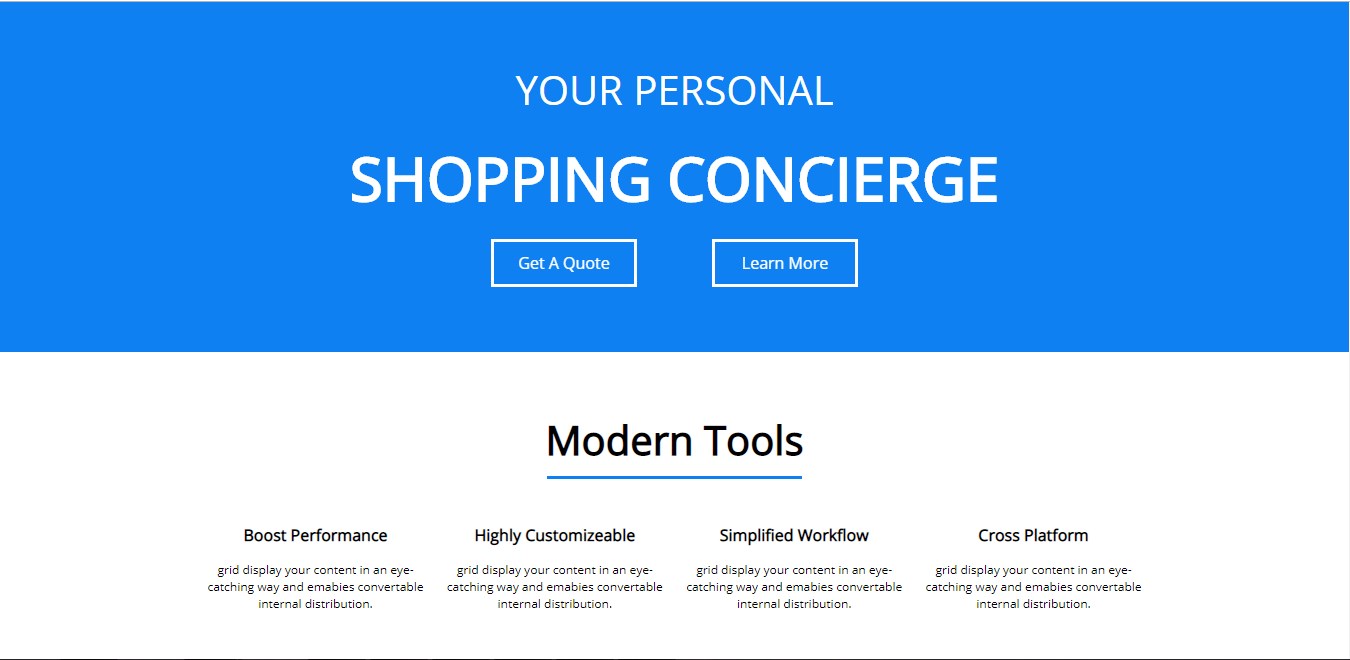 YOUR PERSONAL
SHOPPING CONCIERGE
Get A Quote
Learn More
Modern Tools
Boost Performance
grid display your content in an eye-
catching way and emabies convertable
internal distribution.
Highly Customizeable
grid display your content in an eye-
catching way and emabies convertable
internal distribution.
Simplified Workflow
grid display your content in an eye-
catching way and emabies convertable
internal distribution.
Cross Platform
grid display your content in an eye-
catching way and emabies convertable
internal distribution.